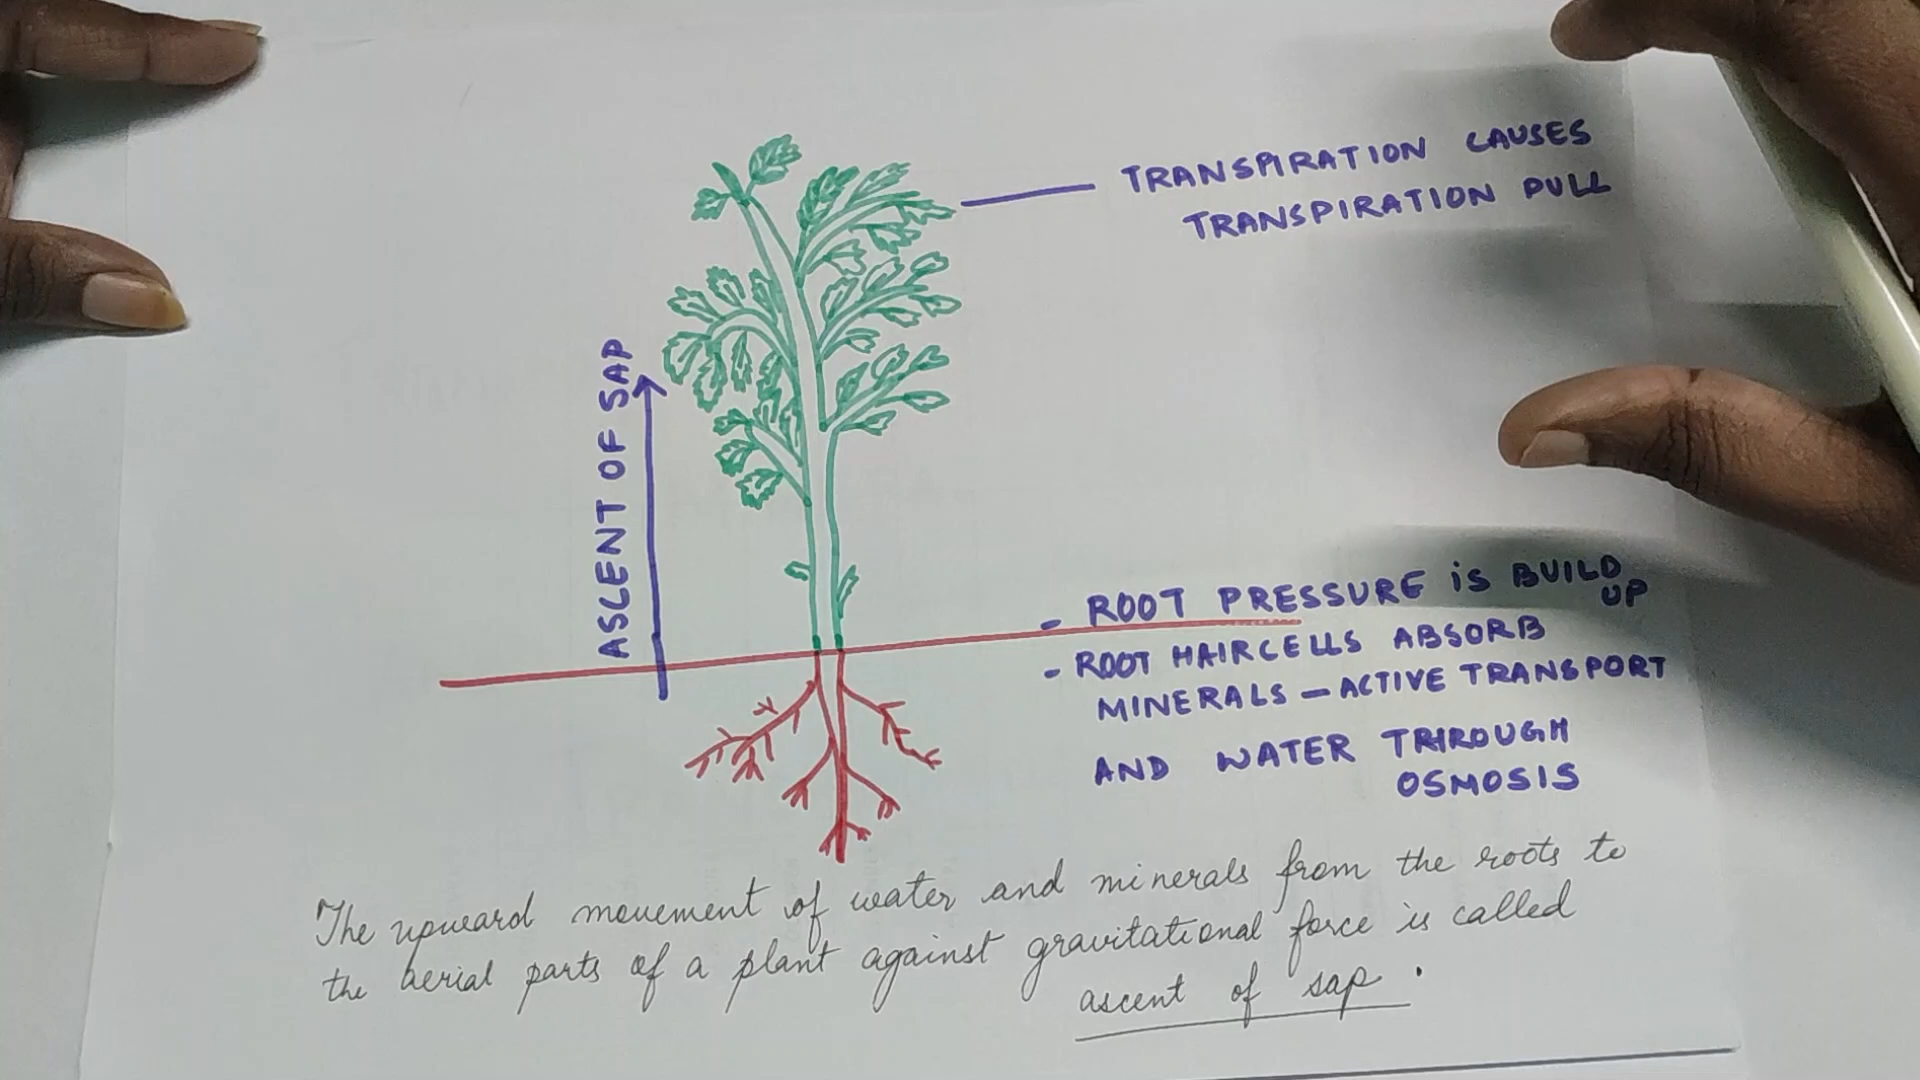 TRANSPIRATION CAUSES
TRANSPIRATION PULL
ASCENT OF SAP
- ROOT PRESSURE iS BUILD
UP
- ROOT HAIRCELLS ABSORB
MINERALS - ACTIVE TRANSPORT
AND WATER THROUGH
OSMOSIS
The upward movement of water and minerals from the roots to
the aerial parts of a plant against gravitational force is called
ascent of sap.